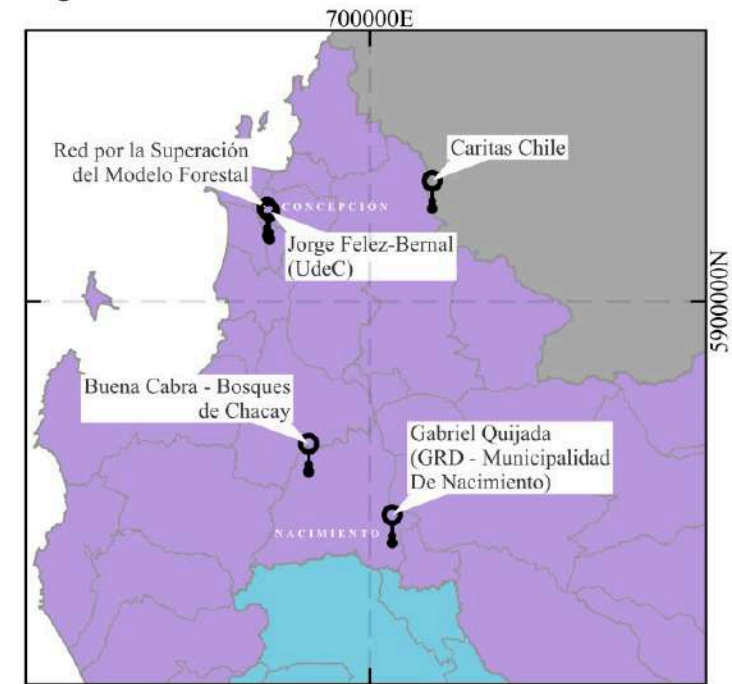 700000E
Red por la Superación
del Modelo Forestal
Caritas Chile
CONCEPCION
Jorge Felez-Bernal
(UdeC)
5900000N
Buena Cabra - Bosques
de Chacay
Gabriel Quijada
(GRD - Municipalidad
De Nacimiento)
NACIMIENTO